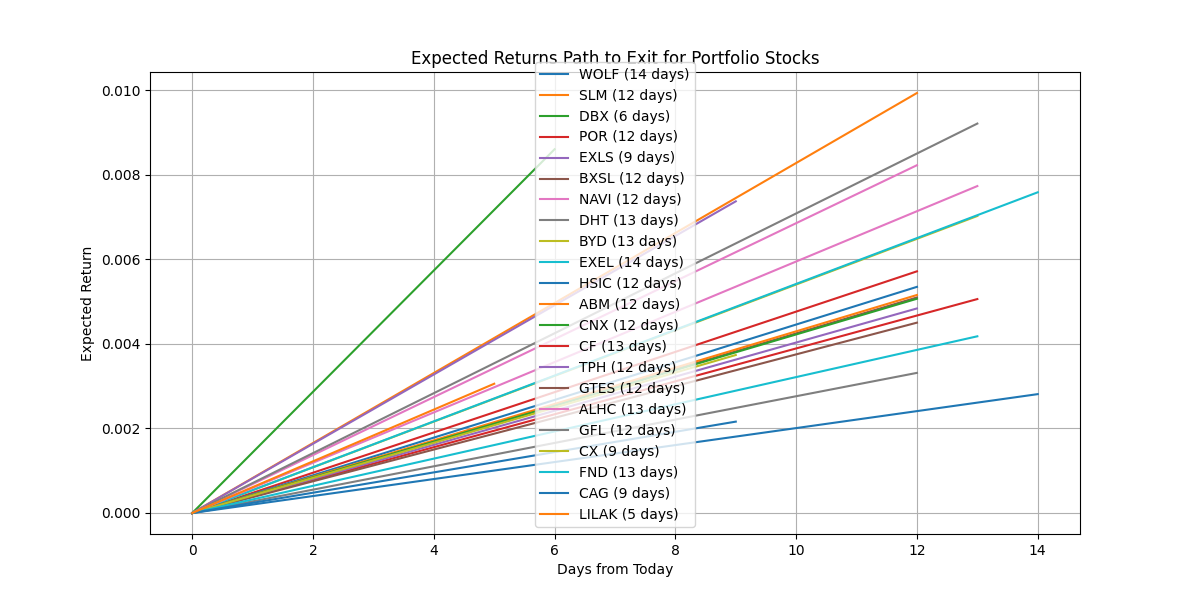 Expected Returns Path to Exit for Portfolio Stocks
WOLF (14 days)
SLM (12 days)
DBX (6 days)
POR (12 days)
EXLS (9 days)
BXSL (12 days)
NAVI (12 days)
DHT (13 days)
BYD (13 days)
EXEL (14 days)
HSIC (12 days)
ABM (12 days)
CNX (12 days)
CF (13 days)
TPH (12 days)
GTES (12 days)
ALHC (13 days)
GFL (12 days)
CX (9 days)
FND (13 days)
CAG (9 days)
LILAK (5 days)
Expected Return
0.010
0.008
0.006
0.004
0.002
0.000
0 2 4 6 8 10 12 14
Days from Today